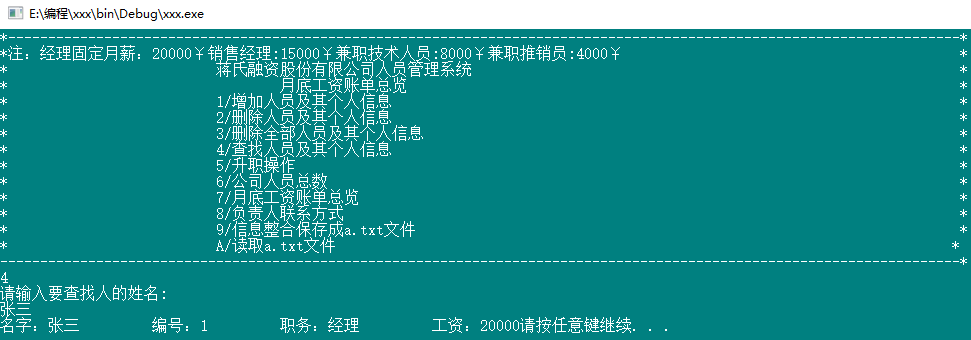 E:\编程\xxx\bin\Debug\xxx.exe
*-----------------------------------------------------------------------------------------------------------------------*
*注：经理固定月薪：20000￥销售经理:15000￥兼职技术人员:8000￥兼职推销员:4000￥ *
* 蒋氏融资股份有限公司人员管理系统 *
* 月底工资账单总览 *
* 1/增加人员及其个人信息 *
* 2/删除人员及其个人信息 *
* 3/删除全部人员及其个人信息 *
* 4/查找人员及其个人信息 *
* 5/升职操作 *
* 6/公司人员总数 *
* 7/月底工资账单总览 *
* 8/负责人联系方式 *
* 9/信息整合保存成a.txt文件 *
* A/读取a.txt文件 *
------------------------------------------------------------------------------------------------------------------------*
4
请输入要查找人的姓名:
张三
名字：张三 编号：1 职务：经理 工资：20000请按任意键继续. . .